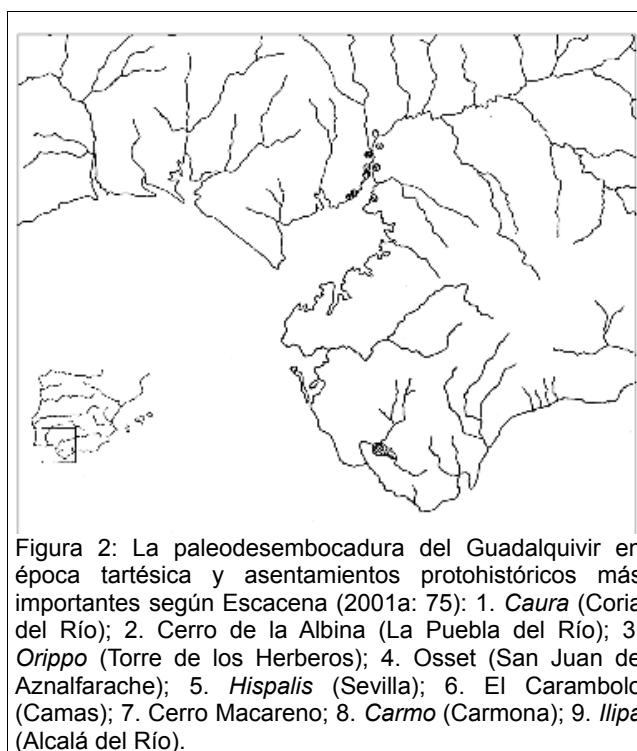 Figura 2: La paleodesembocadura del Guadalquivir en
época tartésica y asentamientos protohistóricos más
importantes según Escacena (2001a: 75): 1. Caura (Coria
del Río); 2. Cerro de la Albina (La Puebla del Río); 3
Orippo (Torre de los Herberos); 4. Osset (San Juan de
Aznalfarache); 5. Hispalis (Sevilla); 6. El Carambolo
(Camas); 7. Cerro Macareno; 8. Carmo (Carmona); 9. Ilipa
(Alcalá del Río).